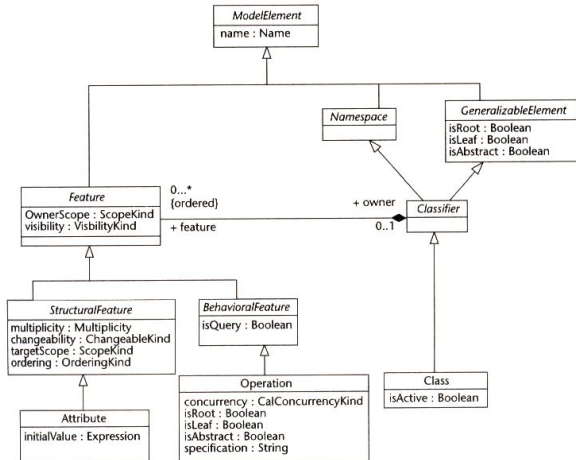 ModelElement
name : Name
Namespace
GeneralizableElement
isRoot : Boolean
isLeaf : Boolean
isAbstract : Boolean
Feature
OwnerScope : ScopeKind
visibility : VisbilityKind
0...*
{ordered}
+ feature
+ owner
0..1
Classifier
StructuralFeature
multiplicity : Multiplicity
changeability : ChangeableKind
targetScope : ScopeKind
ordering : OrderingKind
BehavioralFeature
isQuery : Boolean
Attribute
initialValue : Expression
Operation
concurrency : CalConcurrencyKind
isRoot : Boolean
isLeaf : Boolean
isAbstract : Boolean
specification : String
Class
isActive : Boolean